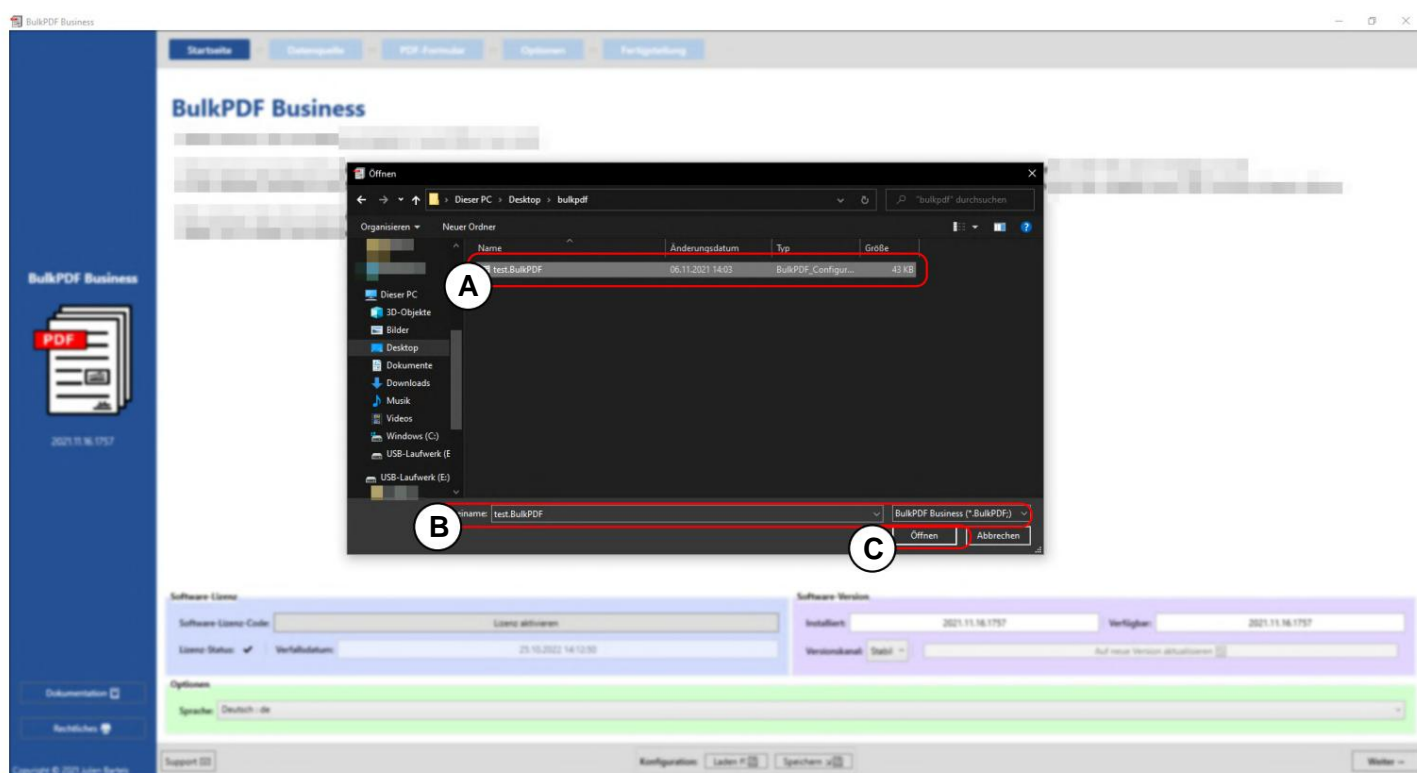 BulkPDF Business
Startseite Datenquelle PDF-Formular Optionen Fertigstellung
BulkPDF Business
Öffnen
Dieser PC Desktop bulkpdf
"bulkpdf" durchsuchen
Organisieren Neuer Ordner
Name Änderungsdatum Typ Größe
A
test.BulkPDF 06.11.2021 14:03 BulkPDF_Configur... 43 KB
Dieser PC
3D-Objekte
Bilder
Desktop
Dokumente
Downloads
Musik
Videos
Windows (C:)
USB-Laufwerk (E
USB-Laufwerk (E:)
B
einame: test.BulkPDF BulkPDF Business (*.BulkPDF;)
C
Öffnen Abbrechen
BulkPDF Business
PDF
2021.11.16.1757
Software-Lizenz
Software-Lizenz-Code: Lizenz aktivieren
Lizenz-Status: Verfallsdatum: 25.10.2022 14:12:50
Software-Version
Installiert: 2021.11.16.1757 Verfügbar: 2021.11.16.1757
Versionskanal: Stabil Auf neue Version aktualisieren
Optionen
Sprache: Deutsch - de
Dokumentation
Rechtliches
Copyright © 2021 Julien Bartels
Support
Konfiguration: Laden Speichern
Weiter